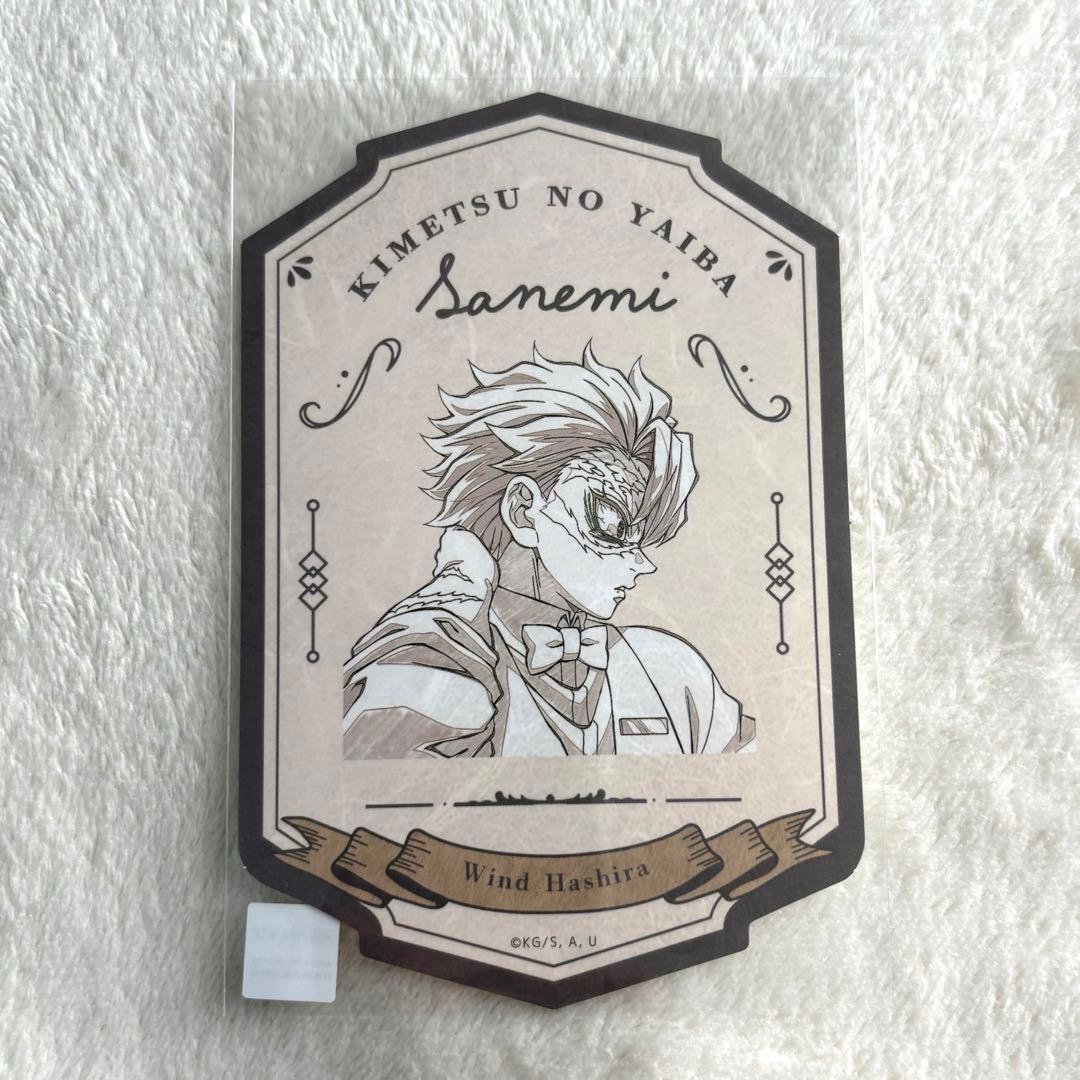 KIMETSU NO YAIBA
Sanemi
Wind Hashira
©KG/S, A, U